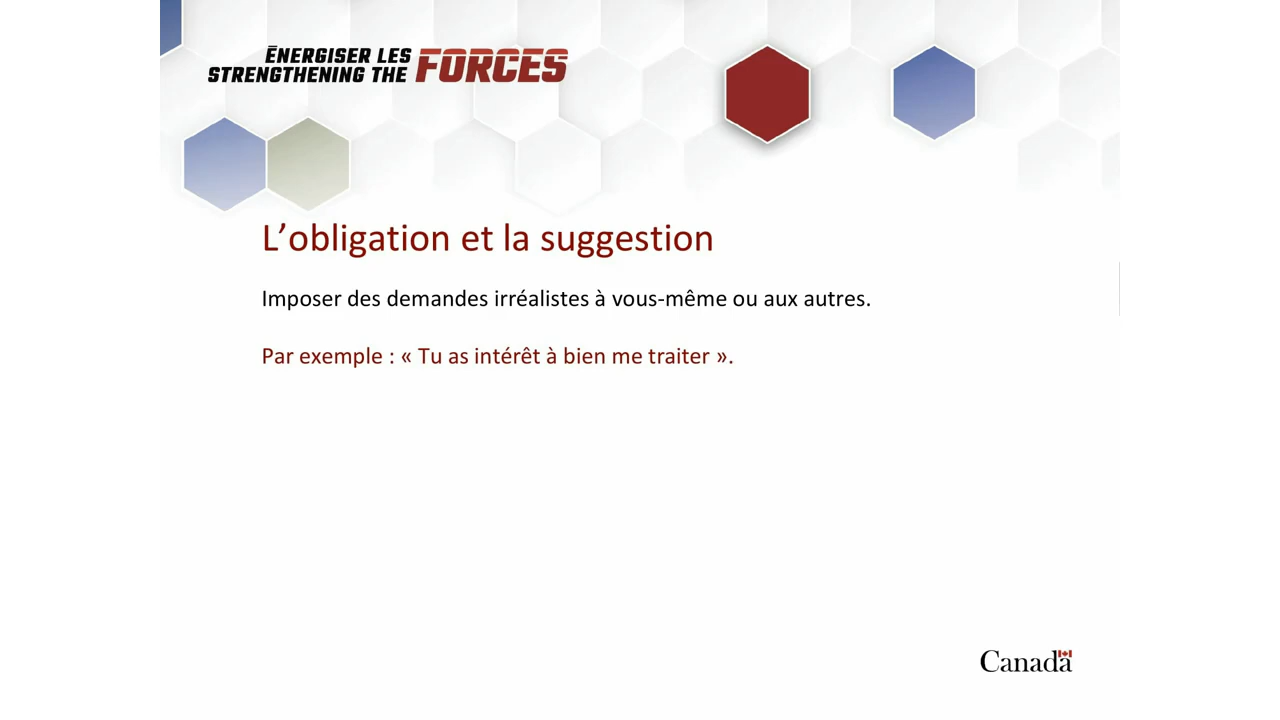 ÉNERGISER LES
STRENGTHENING THE FORCES
L’obligation et la suggestion
Imposer des demandes irréalistes à vous-même ou aux autres.
Par exemple : « Tu as intérêt à bien me traiter ».
Canada